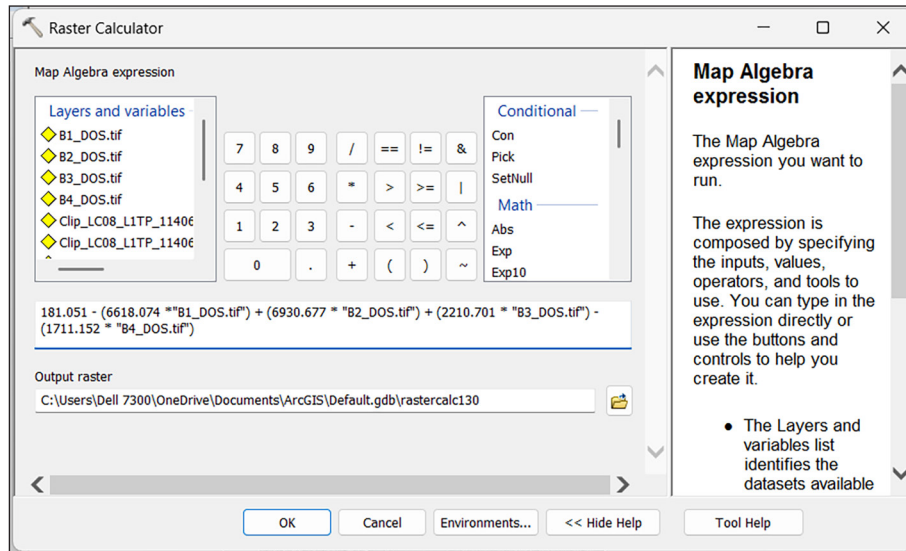 Raster Calculator
Map Algebra expression
Layers and variables
B1_DOS.tif
B2_DOS.tif
B3_DOS.tif
B4_DOS.tif
Clip_LC08_L1TP_11406
Clip_LC08_L1TP_11406
7 8 9 / == != &
4 5 6 * > >= |
1 2 3 - < <= ^
0 . + ( ) ~
Conditional
Con
Pick
SetNull
Math
Abs
Exp
Exp10
181.051 - (6618.074 *"B1_DOS.tif") + (6930.677 * "B2_DOS.tif") + (2210.701 * "B3_DOS.tif") -
(1711.152 * "B4_DOS.tif")
Output raster
C:\Users\Dell 7300\OneDrive\Documents\ArcGIS\Default.gdb\rastercalc130
OK Cancel Environments... << Hide Help Tool Help
Map Algebra
expression
The Map Algebra
expression you want to
run.
The expression is
composed by specifying
the inputs, values,
operators, and tools to
use. You can type in the
expression directly or
use the buttons and
controls to help you
create it.
● The Layers and
variables list
identifies the
datasets available